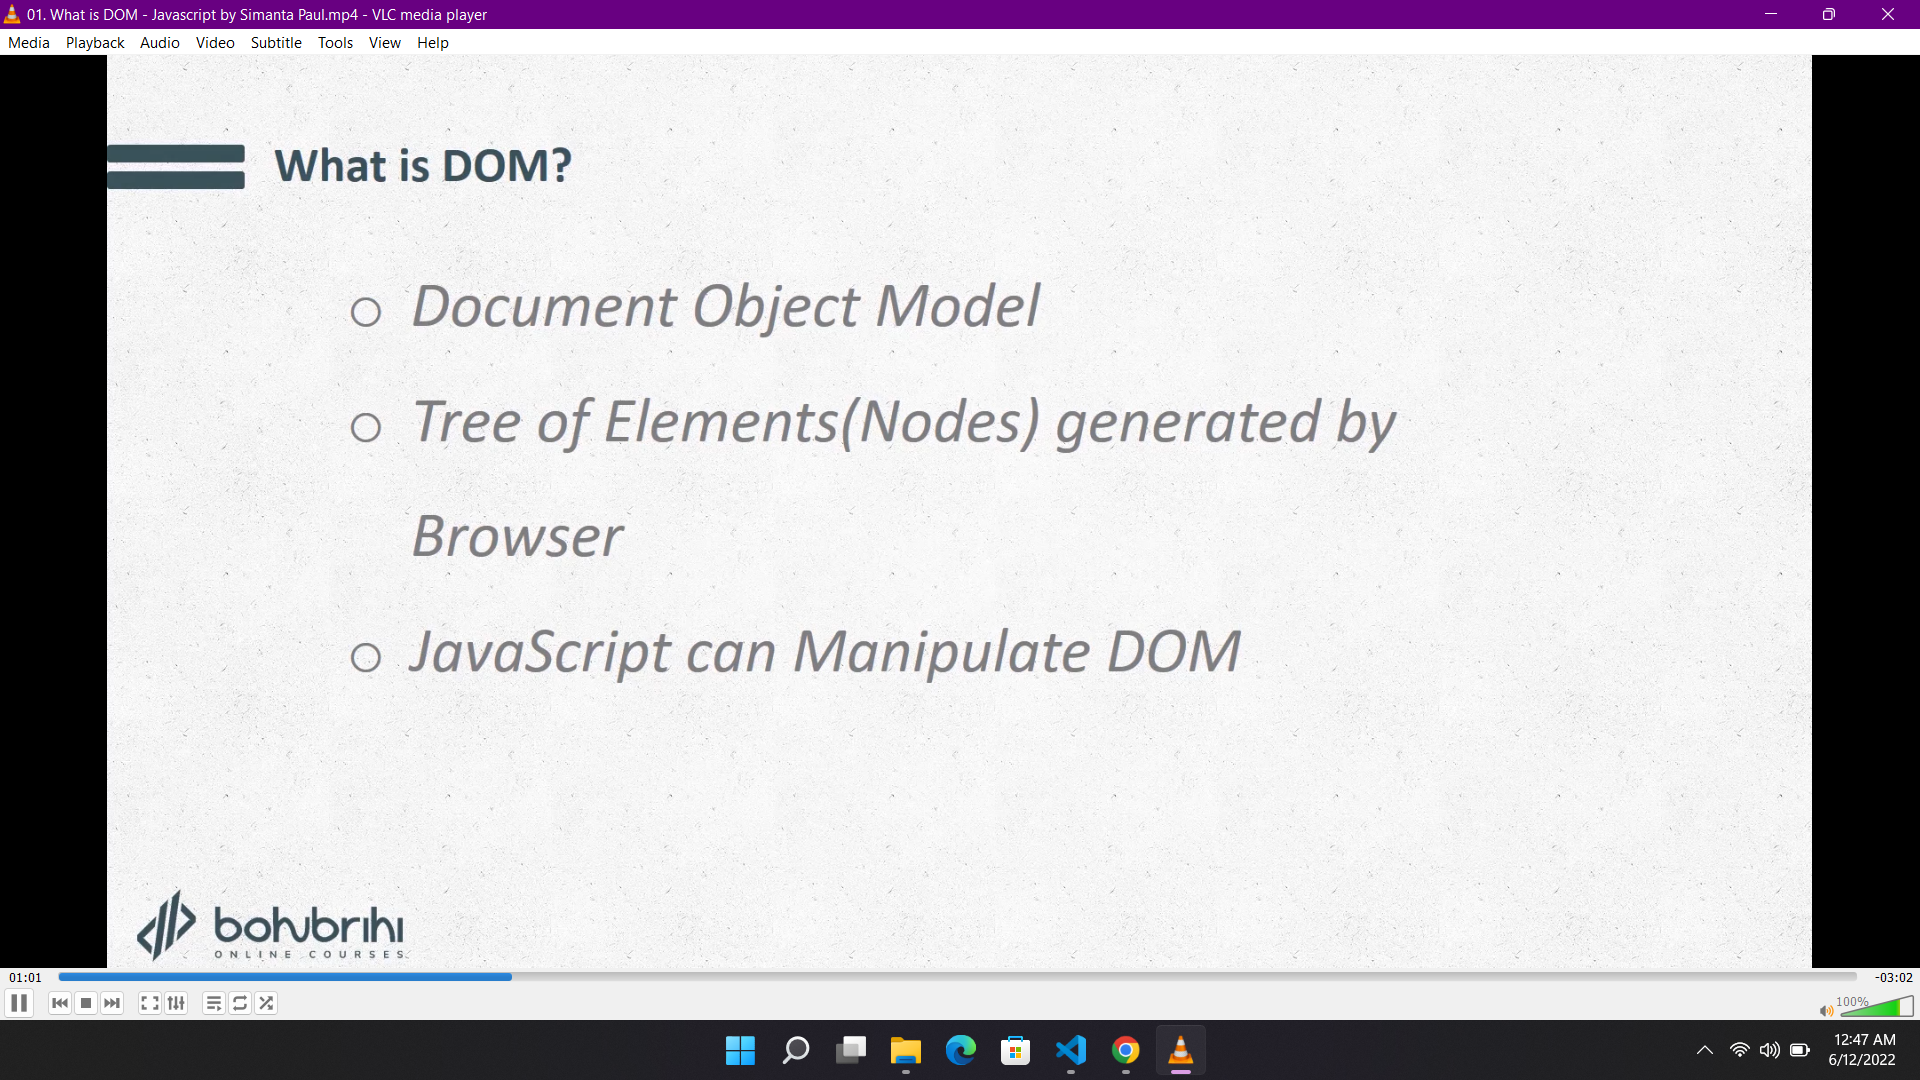 01. What is DOM - Javascript by Simanta Paul.mp4 - VLC media player
Media Playback Audio Video Subtitle Tools View Help
What is DOM?
Document Object Model
Tree of Elements(Nodes) generated by
Browser
JavaScript can Manipulate DOM
bohubrihi
ONLINE COURSES
01:01
-03:02
100%
12:47 AM
6/12/2022